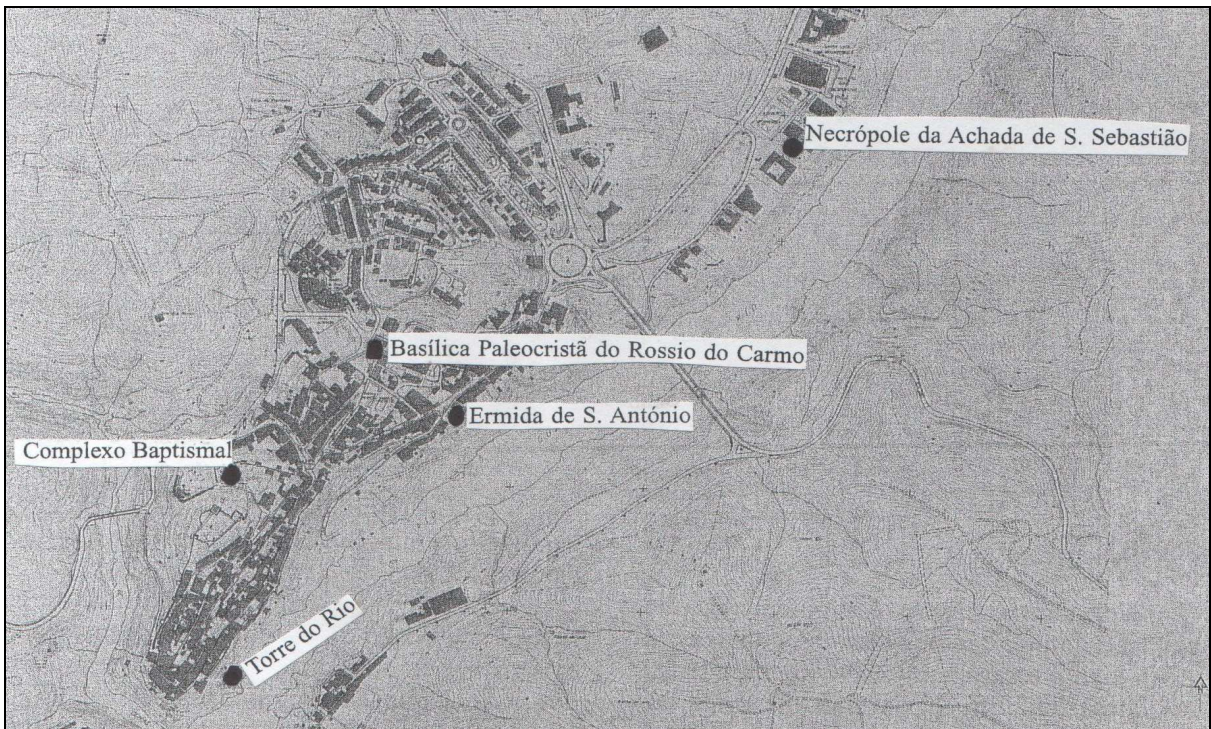 Necrópole da Achada de S. Sebastião
Basílica Paleocristã do Rossio do Carmo
Ermida de S. António
Complexo Baptismal
Torre do Rio